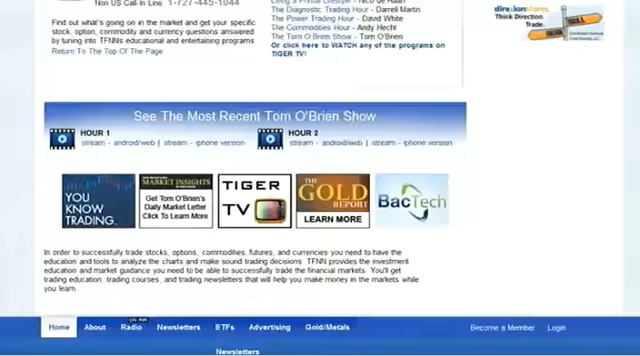 Non US Call-In Line: 1-727-445-1044
Find out what's going on in the market and get your specific
stock, option, commodity and currency questions answered
by tuning into TFNNs educational and entertaining programs
Return To The Top Of The Page
The Diagnostic Trading Hour - Darrell Martin
The Power Trading Hour - David White
The Commodities Hour - Andy Hecht
The Tom O'Brien Show - Tom O'Brien
Or click here to WATCH any of the programs on
TIGER TV!
direxionshares
Think Direction.
Trade.
BULL
BEAR
See The Most Recent Tom O'Brien Show
HOUR 1
stream - android/web | stream - iphone version
HOUR 2
stream - android/web | stream - iphone version
YOU
KNOW
TRADING.
MARKET INSIGHTS
Get Tom O'Brien's
Daily Market Letter
Click To Learn More
TIGER
TV
THE
GOLD
REPORT
LEARN MORE
BacTech
In order to successfully trade stocks, options, commodities, futures, and currencies you need to have the
education and tools to analyze the charts and make sound trading decisions. TFNN provides the investment
education and market guidance you need to be able to successfully trade the financial markets. You'll get
trading education, trading courses, and trading newsletters that will help you make money in the markets while
you learn.
ON AIR
Home About Radio Newsletters ETFs Advertising Gold/Metals Become a Member Login
Newsletters